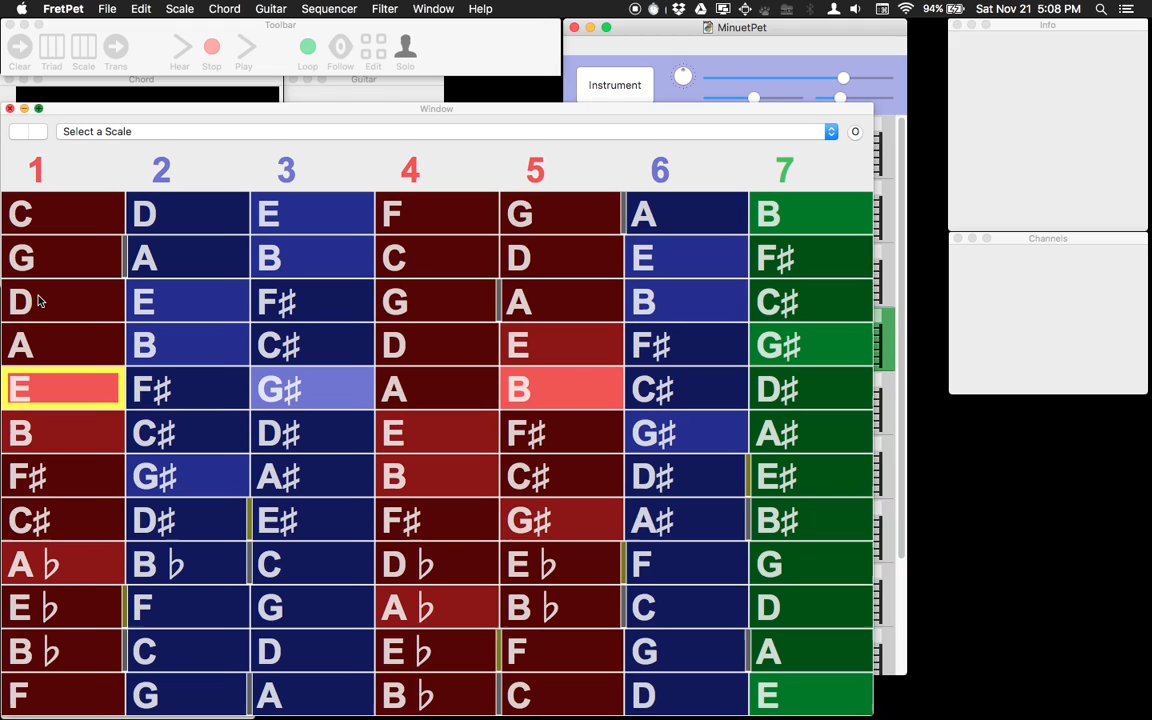 FretPet File Edit Scale Chord Guitar Sequencer Filter Window Help 94% Sat Nov 21 5:08 PM
Toolbar
Clear Triad Scale Trans Hear Stop Play Loop Follow Edit Solo
MinuetPet
Info
Chord Guitar
Instrument
Window
Select a Scale O
1 2 3 4 5 6 7
C D E F G A B
G A B C D E F♯
Channels
D E F♯ G A B C♯
A B C♯ D E F♯ G♯
E F♯ G♯ A B C♯ D♯
B C♯ D♯ E F♯ G♯ A♯
F♯ G♯ A♯ B C♯ D♯ E♯
C♯ D♯ E♯ F♯ G♯ A♯ B♯
A♭ B♭ C D♭ E♭ F G
E♭ F G A♭ B♭ C D
B♭ C D E♭ F G A
F G A B♭ C D E